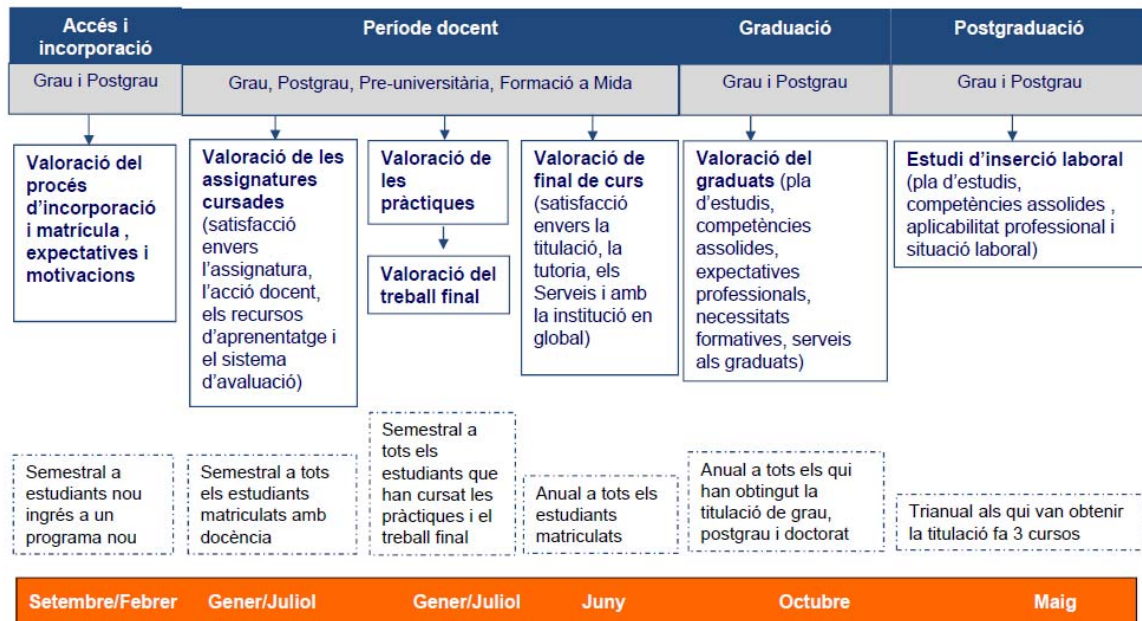 Accés i
incorporació
Període docent
Graduació
Postgraduació
Grau i Postgrau
Grau, Postgrau, Pre-universitària, Formació a Mida
Grau i Postgrau
Grau i Postgrau
Valoració del
procés
d’incorporació
i matrícula ,
expectatives i
motivacions
Valoració de les
assignatures
cursades
(satisfacció
envers
l’assignatura,
l’acció docent,
els recursos
d’aprenentatge i
el sistema
d’avaluació)
Valoració de
les
pràctiques
Valoració del
treball final
Valoració de
final de curs
(satisfacció
envers la
titulació, la
tutoria, els
Serveis i amb
la institució en
global)
Valoració del
graduats (pla
d’estudis,
competències
assolides,
expectatives
professionals,
necessitats
formatives, serveis
als graduats)
Estudi d’inserció laboral
(pla d’estudis,
competències assolides ,
aplicabilitat professional i
situació laboral)
Semestral a
estudiants nou
ingrés a un
programa nou
Semestral a tots
els estudiants
matriculats amb
docència
Semestral a
tots els
estudiants que
han cursat les
pràctiques i el
treball final
Anual a tots els
estudiants
matriculats
Anual a tots els qui
han obtingut la
titulació de grau,
postgrau i doctorat
Trianual als qui van obtenir
la titulació fa 3 cursos
Setembre/Febrer
Gener/Juliol
Gener/Juliol
Juny
Octubre
Maig